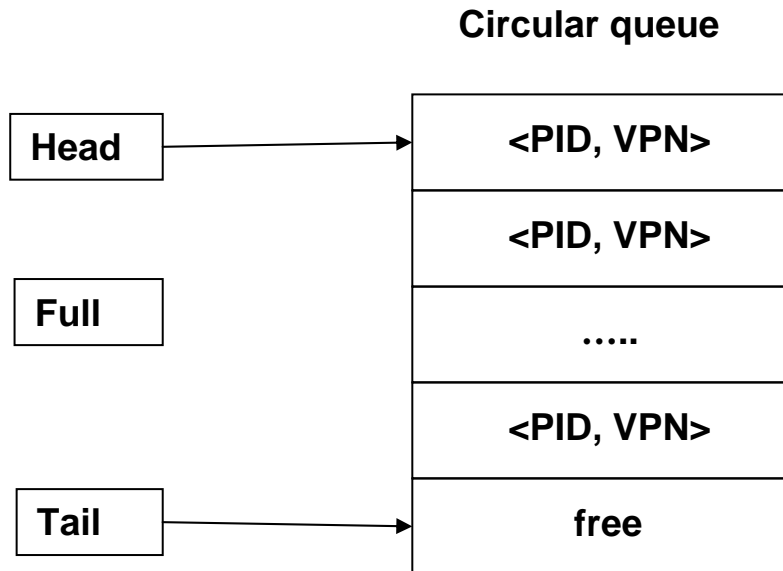 Circular queue
Head
<PID, VPN>
<PID, VPN>
Full
.....
<PID, VPN>
Tail
free